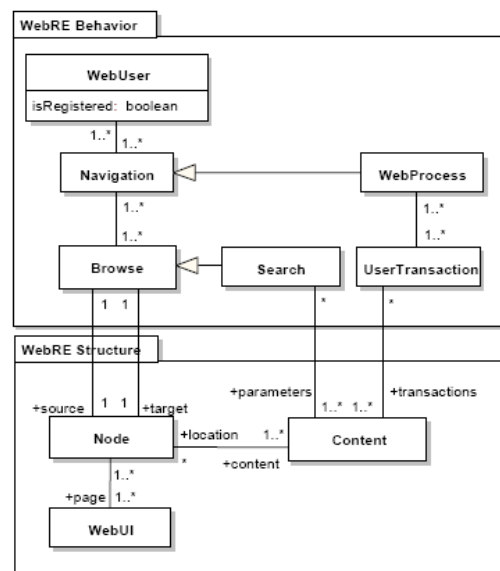 WebRE Behavior
WebUser
isRegistered: boolean
1..*
1..*
Navigation
WebProcess
1..*
1..*
1..*
1..*
Browse
Search
UserTransaction
1 1
*
*
WebRE Structure
+parameters
+transactions
1 1
+source
+target
1..* 1..*
Node
+location
1..*
Content
*
+content
1..*
+page
1..*
WebUI